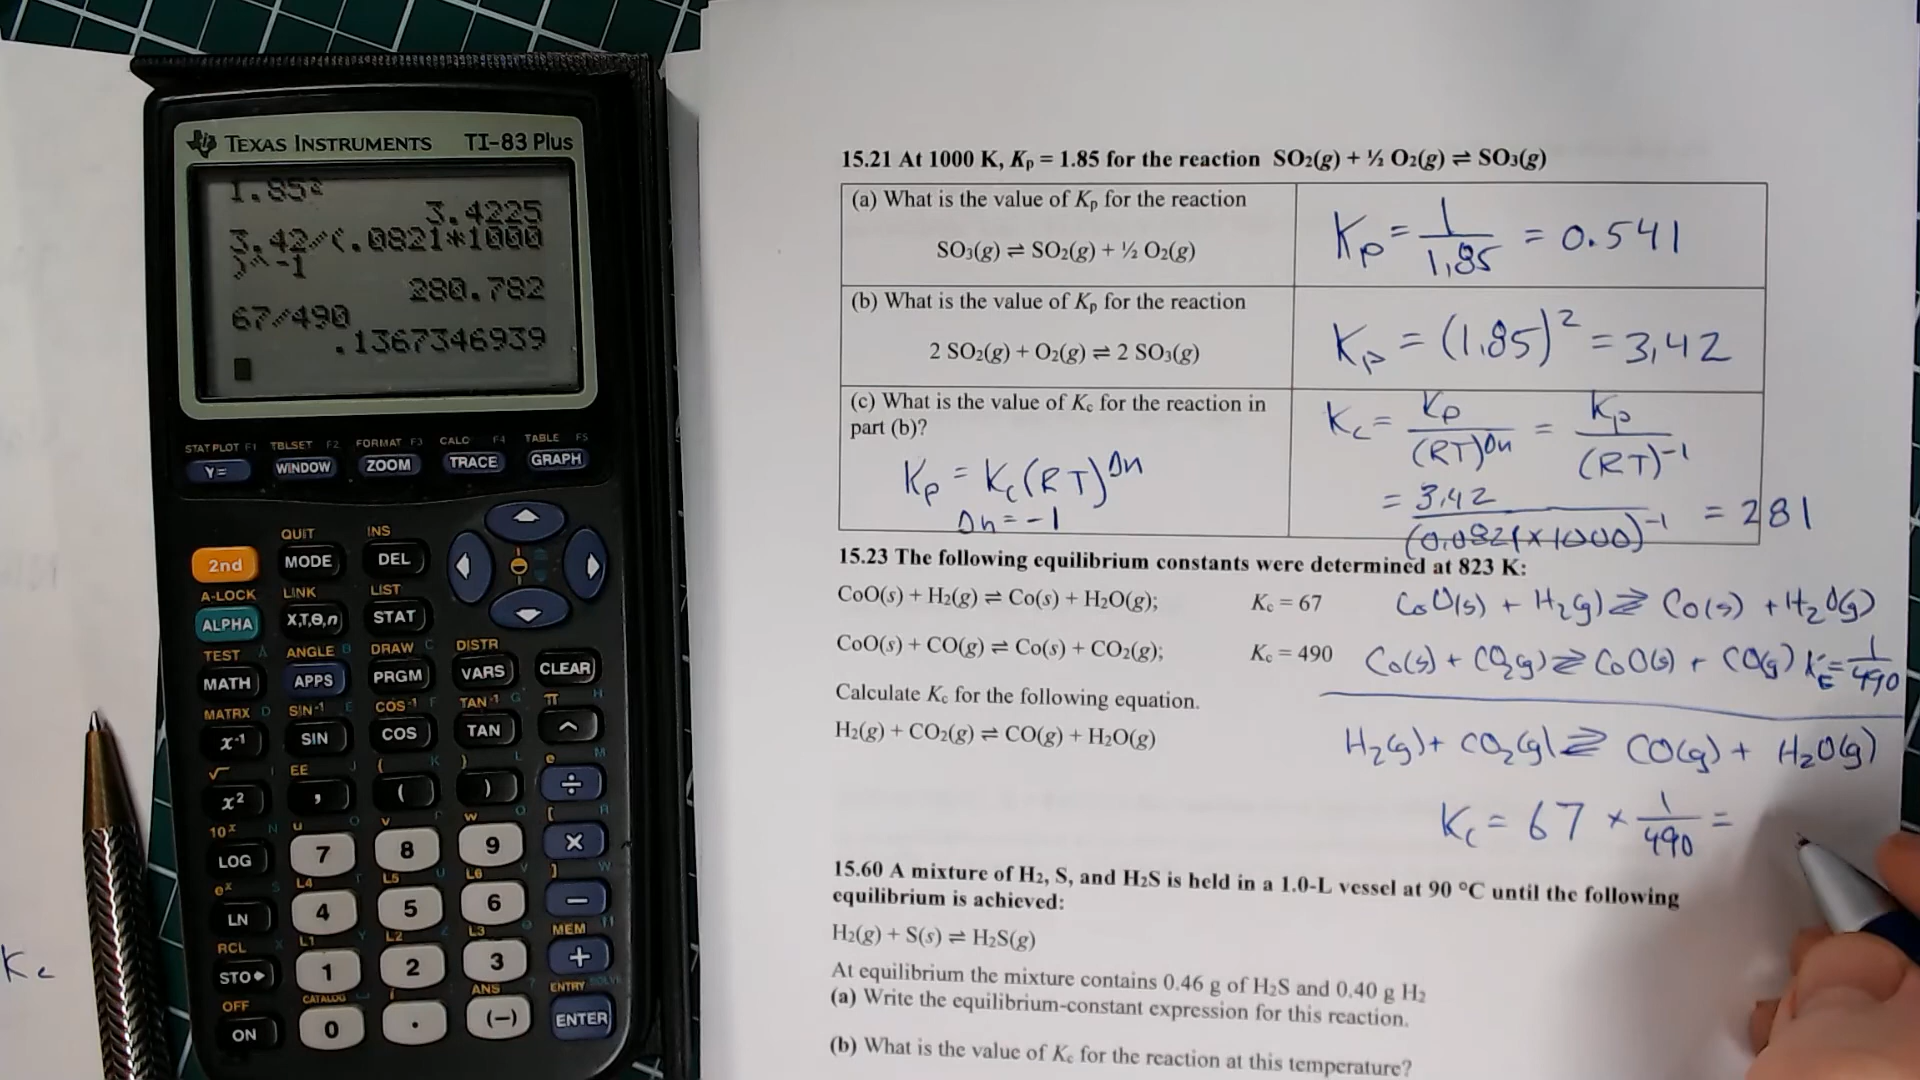 TEXAS INSTRUMENTS TI-83 Plus
1.85²
3.4225
3.42/(.0821*1000
)^-1
280.782
67/490
.1367346939
STAT PLOT F1 TBLSET F2 FORMAT F3 CALC F4 TABLE F5
Y= WINDOW ZOOM TRACE GRAPH
QUIT INS
2nd MODE DEL
A-LOCK LINK LIST
ALPHA X,T,Θ,n STAT
TEST A ANGLE B DRAW C DISTR
MATH APPS PRGM VARS CLEAR
MATRX D SIN⁻¹ E COS⁻¹ F TAN⁻¹ G π H
x⁻¹ SIN COS TAN ^
√ I EE J ( K ) L e M
x² , ( ) ÷
10ˣ N u O v P w Q [ R
LOG 7 8 9 ×
eˣ S L4 T L5 U L6 V ] W
LN 4 5 6 −
RCL X L1 Y L2 Z L3 MEM
STO▸ 1 2 3 +
OFF CATALOG i ANS ENTRY SOLVE
ON 0 . (−) ENTER
Kc
15.21 At 1000 K, Kp = 1.85 for the reaction SO₂(g) + ½ O₂(g) ⇌ SO₃(g)
(a) What is the value of Kp for the reaction
SO₃(g) ⇌ SO₂(g) + ½ O₂(g)
Kp = 1/1.85 = 0.541
(b) What is the value of Kp for the reaction
2 SO₂(g) + O₂(g) ⇌ 2 SO₃(g)
Kp = (1.85)² = 3.42
(c) What is the value of Kc for the reaction in
part (b)?
Kp = Kc(RT)^Δn
Δn = -1
Kc = Kp/(RT)^Δn = Kp/(RT)⁻¹
= 3.42/(0.0821×1000)⁻¹ = 281
15.23 The following equilibrium constants were determined at 823 K:
CoO(s) + H₂(g) ⇌ Co(s) + H₂O(g); Kc = 67
CoO(s) + H₂(g) ⇌ Co(s) + H₂O(g)
CoO(s) + CO(g) ⇌ Co(s) + CO₂(g); Kc = 490
Co(s) + CO₂(g) ⇌ CoO(s) + CO(g) Kc = 1/490
Calculate Kc for the following equation.
H₂(g) + CO₂(g) ⇌ CO(g) + H₂O(g)
H₂(g) + CO₂(g) ⇌ CO(g) + H₂O(g)
Kc = 67 × 1/490 =
15.60 A mixture of H₂, S, and H₂S is held in a 1.0-L vessel at 90 °C until the following
equilibrium is achieved:
H₂(g) + S(s) ⇌ H₂S(g)
At equilibrium the mixture contains 0.46 g of H₂S and 0.40 g H₂
(a) Write the equilibrium-constant expression for this reaction.
(b) What is the value of Kc for the reaction at this temperature?